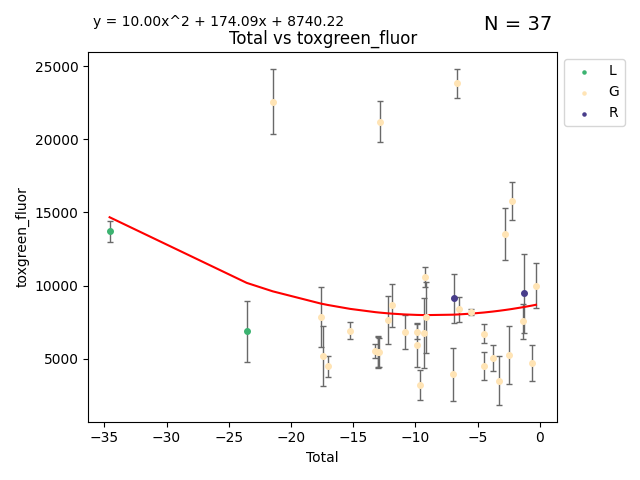 y = 10.00x^2 + 174.09x + 8740.22
N = 37
Total vs toxgreen_fluor
25000
20000
15000
10000
5000
toxgreen_fluor
−35
−30
−25
−20
−15
−10
−5
0
Total
L
G
R